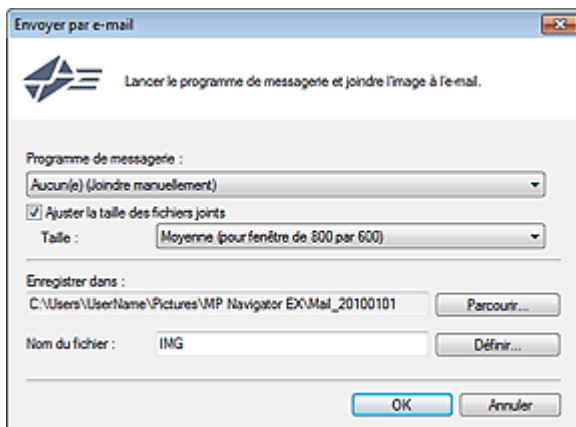 Envoyer par e-mail
Lancer le programme de messagerie et joindre l'image à l'e-mail.
Programme de messagerie :
Aucun(e) (Joindre manuellement)
Ajuster la taille des fichiers joints
Taille : Moyenne (pour fenêtre de 800 par 600)
Enregistrer dans :
C:\Users\UserName\Pictures\MP Navigator EX\Mail_20100101 Parcourir...
Nom du fichier : IMG Définir...
OK Annuler